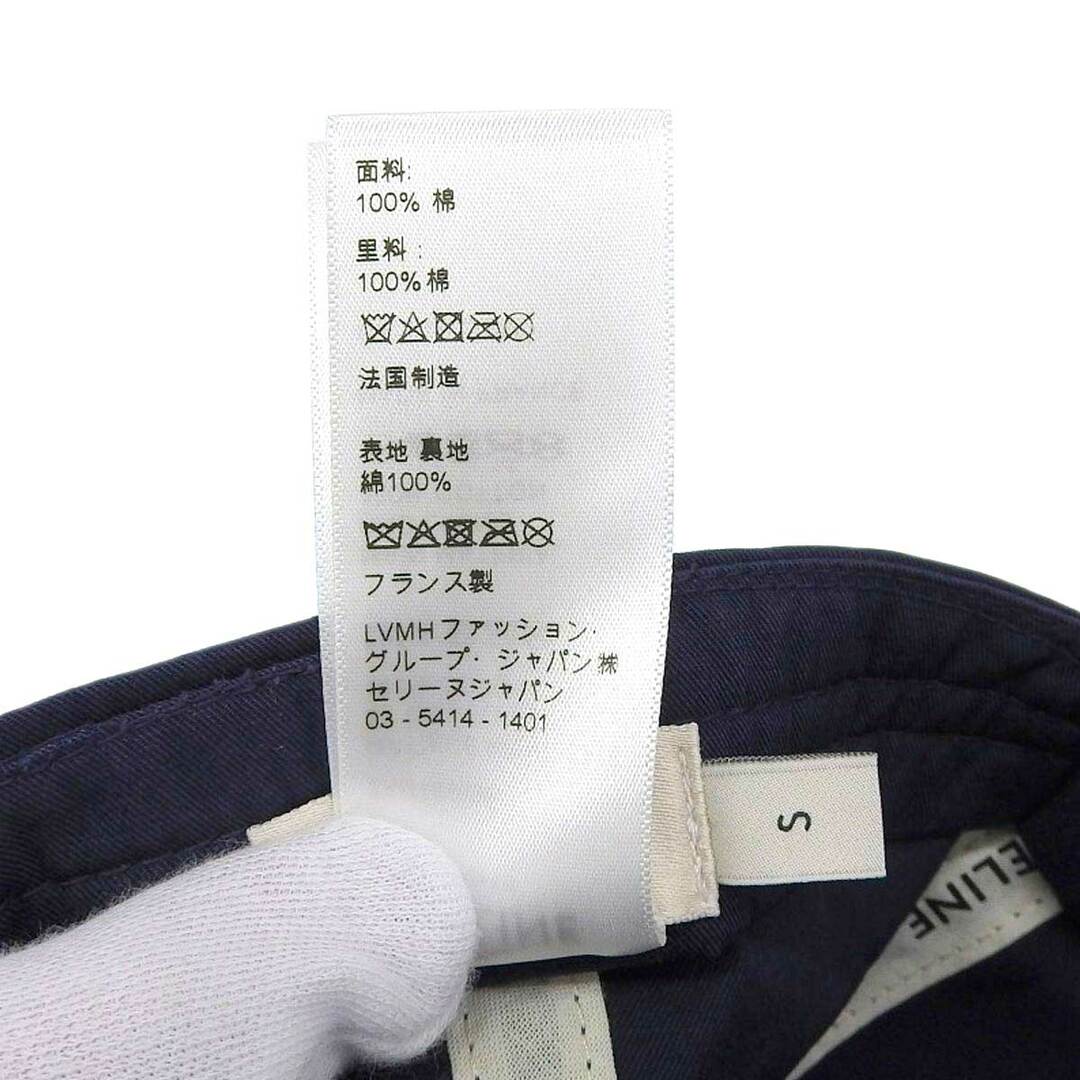 面料:
100% 棉
里料 :
100% 棉
法国制造
表地 裏地
綿100%
フランス製
LVMHファッション·
グループ· ジャパン㈱
セリーヌジャパン
03 - 5414 - 1401
S
ELINE